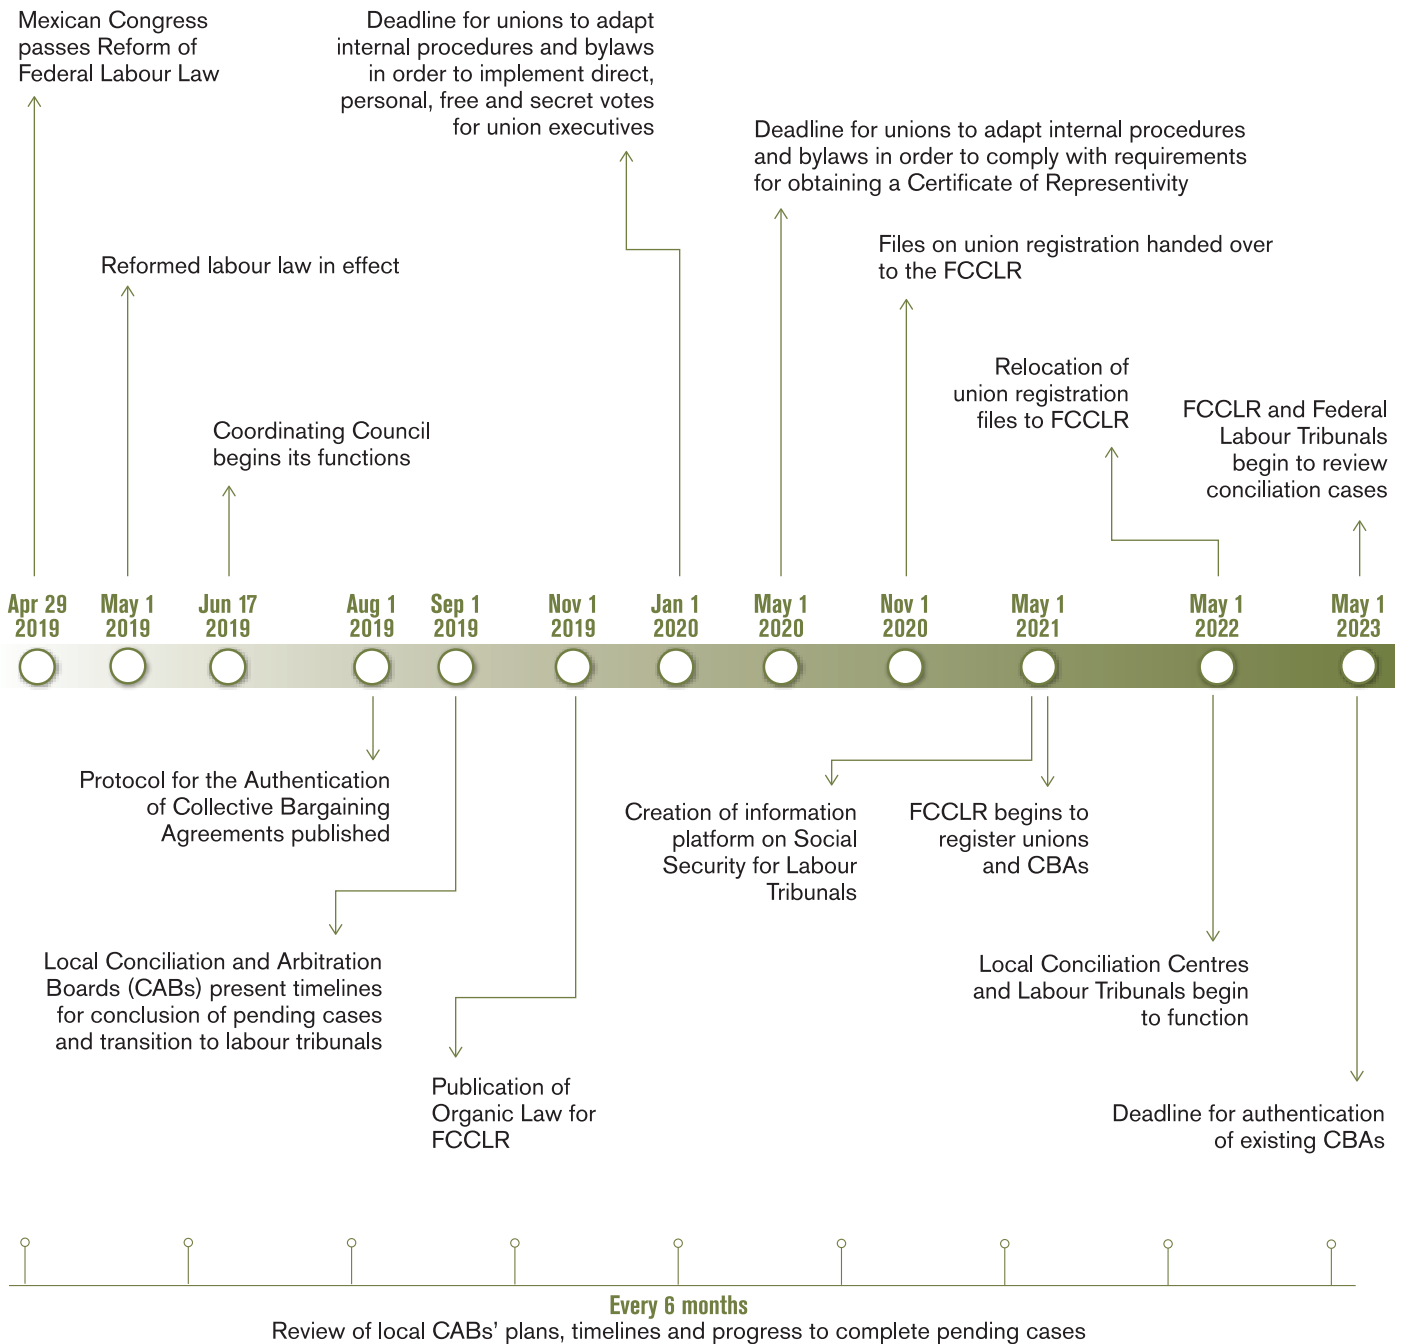 Mexican Congress
passes Reform of
Federal Labour Law
Deadline for unions to adapt
internal procedures and bylaws
in order to implement direct,
personal, free and secret votes
for union executives
Deadline for unions to adapt internal procedures
and bylaws in order to comply with requirements
for obtaining a Certificate of Representivity
Reformed labour law in effect
Files on union registration handed over
to the FCCLR
Relocation of
union registration
files to FCCLR
FCCLR and Federal
Labour Tribunals
begin to review
conciliation cases
Coordinating Council
begins its functions
Apr 29
2019
May 1
2019
Jun 17
2019
Aug 1
2019
Sep 1
2019
Nov 1
2019
Jan 1
2020
May 1
2020
Nov 1
2020
May 1
2021
May 1
2022
May 1
2023
Protocol for the Authentication
of Collective Bargaining
Agreements published
Creation of information
platform on Social
Security for Labour
Tribunals
FCCLR begins to
register unions
and CBAs
Local Conciliation and Arbitration
Boards (CABs) present timelines
for conclusion of pending cases
and transition to labour tribunals
Local Conciliation Centres
and Labour Tribunals begin
to function
Publication of
Organic Law for
FCCLR
Deadline for authentication
of existing CBAs
Every 6 months
Review of local CABs' plans, timelines and progress to complete pending cases